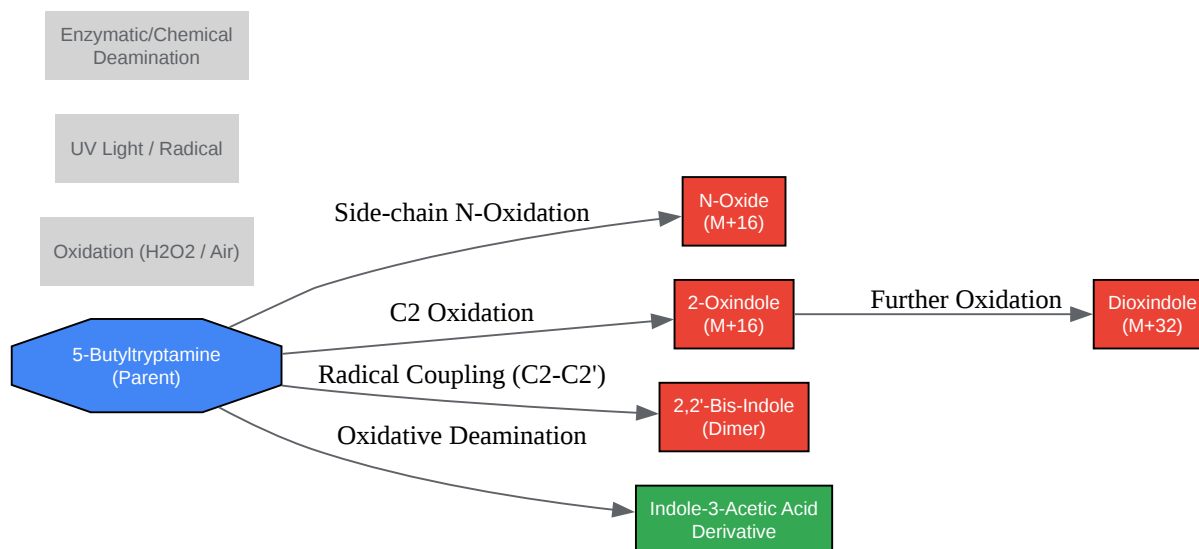 Enzymatic/Chemical
Deamination
UV Light / Radical
Oxidation (H2O2 / Air)
5-Butyltryptamine
(Parent)
Side-chain N-Oxidation
C2 Oxidation
Radical Coupling (C2-C2')
Oxidative Deamination
N-Oxide
(M+16)
2-Oxindole
(M+16)
Further Oxidation
Dioxindole
(M+32)
2,2'-Bis-Indole
(Dimer)
Indole-3-Acetic Acid
Derivative